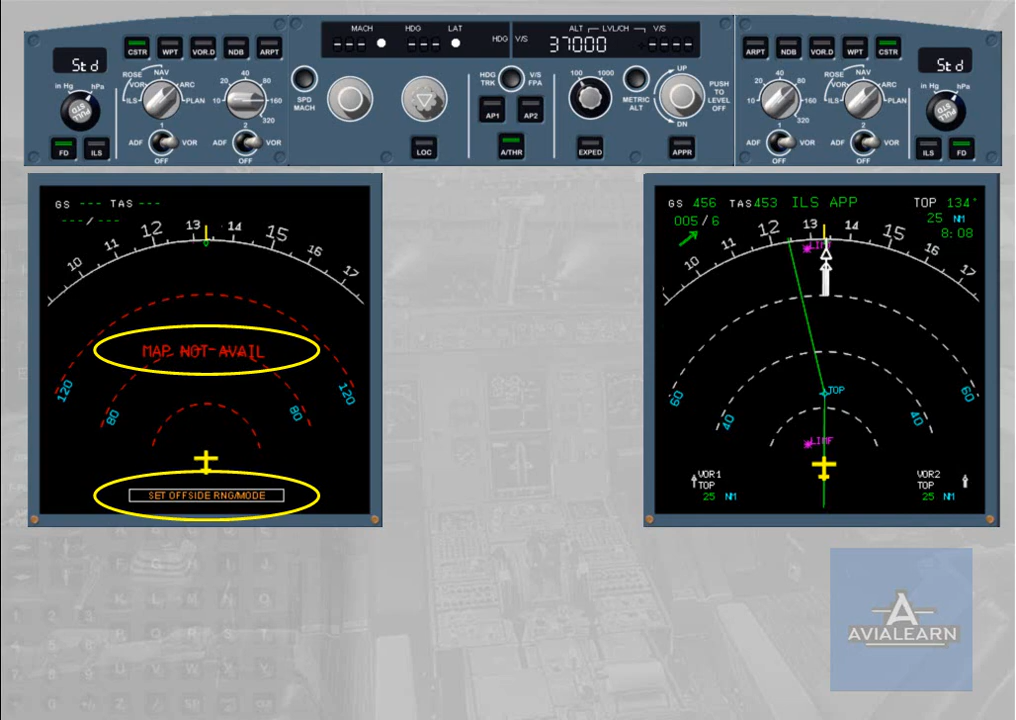 MACH HDG LAT ALT LVL/CH V/S
HDG V/S 37000
CSTR WPT VOR.D NDB ARPT
Std
in Hg hPa
PULL STD
ROSE NAV
VOR ARC
ILS PLAN
10 20 40 80 160 320
1 2
ADF VOR
OFF
ADF VOR
OFF
FD ILS
SPD
MACH
HDG
TRK
V/S
FPA
AP1 AP2
LOC A/THR EXPED APPR
100 1000
METRIC
ALT
UP
DN
PUSH
TO
LEVEL
OFF
ARPT NDB VOR.D WPT CSTR
Std
in Hg hPa
PULL STD
10 20 40 80 160 320
ROSE NAV
VOR ARC
ILS PLAN
1 2
ADF VOR
OFF
ADF VOR
OFF
ILS FD
GS --- TAS ---
---/---
10 11 12 13 14 15 16 17
MAP NOT AVAIL
120 80 80 120
SET OFFSIDE RNG/MODE
GS 456 TAS453 ILS APP TOP 134°
005/6 25 NM
8:08
10 11 12 13 14 15 16 17
TOP
60 40 40 60
LIMF
VOR1
TOP
25 NM
VOR2
TOP
25 NM
A
AVIALEARN